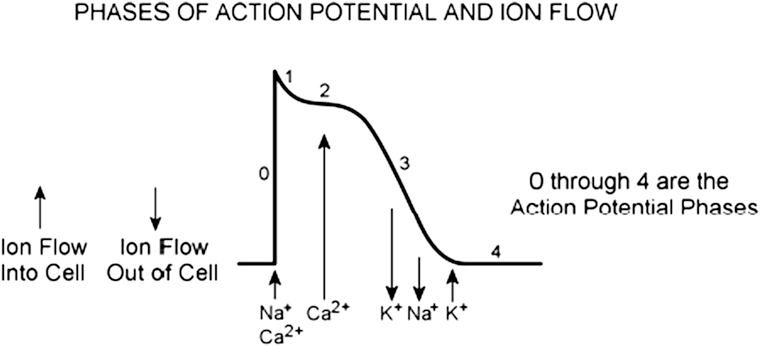 PHASES OF ACTION POTENTIAL AND ION FLOW
1
2
0
3
4
0 through 4 are the
Action Potential Phases
Ion Flow
Into Cell
Ion Flow
Out of Cell
Na⁺
Ca²⁺
Ca²⁺
K⁺
Na⁺
K⁺